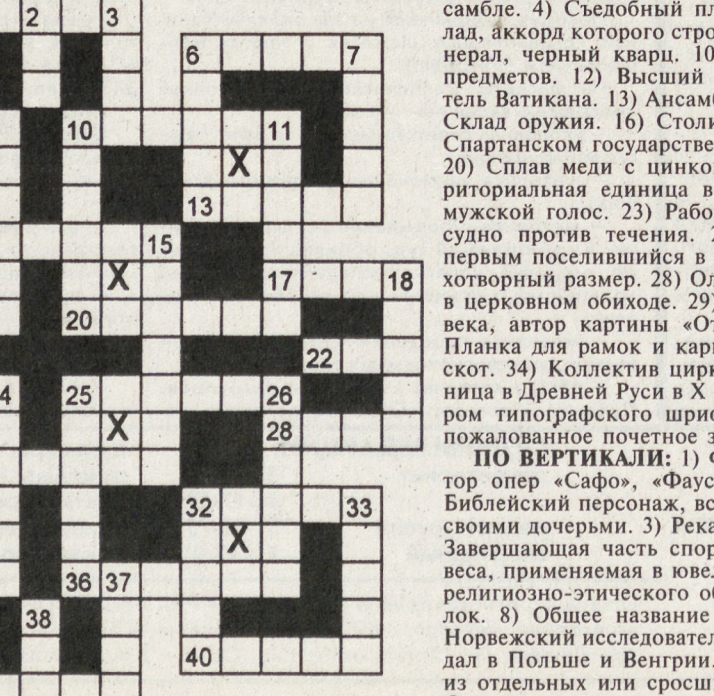 2 3
6 7
10 11
X
13
15
X 17 18
20
22
4 25 26
X 28
32 33
X
36 37
38
40
самбле. 4) Съедобный пл
лад, аккорд которого стро
нерал, черный кварц. 10
предметов. 12) Высший
тель Ватикана. 13) Ансамб
Склад оружия. 16) Столи
Спартанском государстве
20) Сплав меди с цинко
риториальная единица в
мужской голос. 23) Рабо
судно против течения. 2
первым поселившийся в
хотворный размер. 28) Ол
в церковном обиходе. 29)
века, автор картины «От
Планка для рамок и кар
скот. 34) Коллектив цирк
ница в Древней Руси в X
ром типографского шриф
пожалованное почетное з
ПО ВЕРТИКАЛИ: 1) Ф
тор опер «Сафо», «Фаус
Библейский персонаж, вс
своими дочерьми. 3) Река
Завершающая часть спор
веса, применяемая в ювел
религиозно-этического об
лок. 8) Общее название
Норвежский исследовател
дал в Польше и Венгрии.
из отдельных или сросш